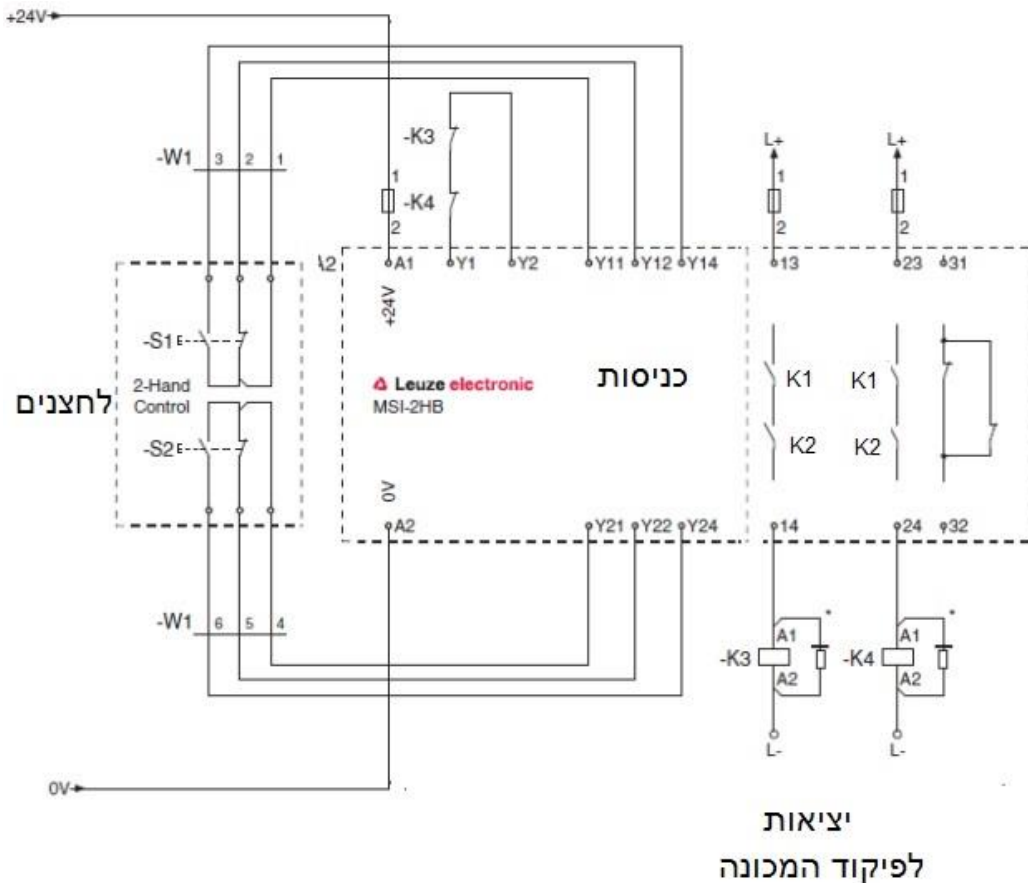 +24V
-W1 3 2 1
-K3
-K4
1
2
L+
1
2
L+
1
2
A2
A1 Y1 Y2 Y11 Y12 Y14
13 23 31
+24V
-S1 E
2-Hand
Control
-S2 E
לחצנים
Leuze electronic
MSI-2HB
כניסות
K1
K2
K1
K2
0V
A2 Y21 Y22 Y24
14 24 32
-W1 6 5 4
-K3 A1
A2
*
-K4 A1
A2
*
L-
L-
0V
יציאות
לפיקוד המכונה